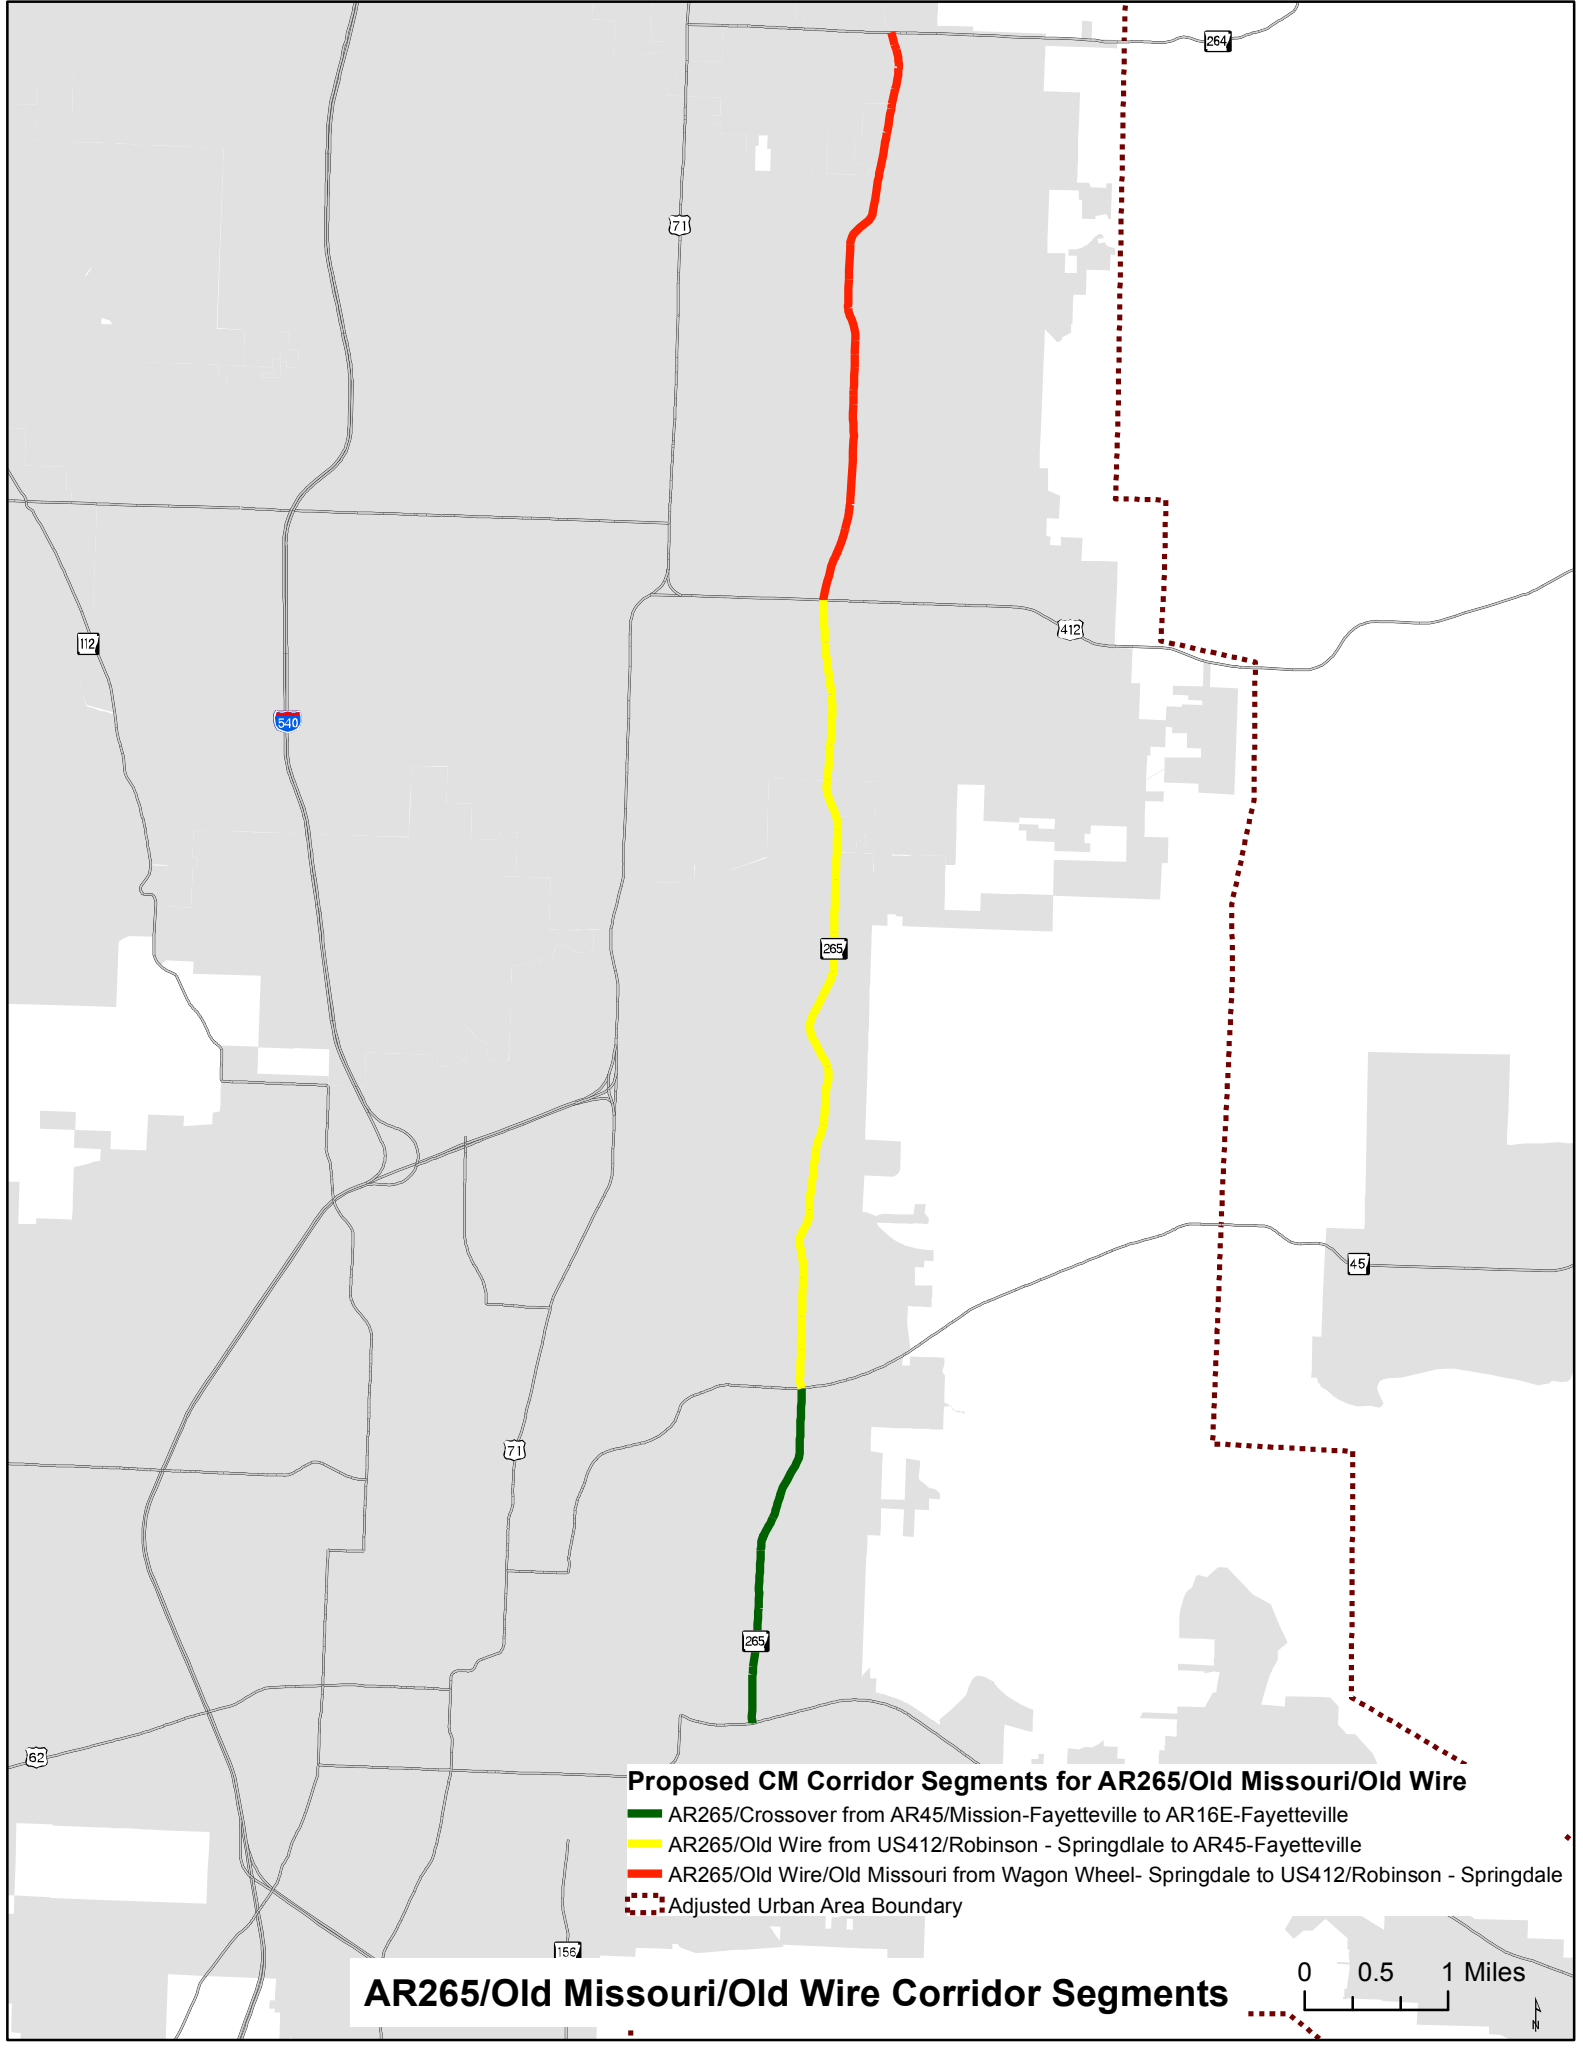 264
71
412
112
540
265
45
71
265
62
Proposed CM Corridor Segments for AR265/Old Missouri/Old Wire
AR265/Crossover from AR45/Mission-Fayetteville to AR16E-Fayetteville
AR265/Old Wire from US412/Robinson - Springdlale to AR45-Fayetteville
AR265/Old Wire/Old Missouri from Wagon Wheel- Springdale to US412/Robinson - Springdale
Adjusted Urban Area Boundary
156
AR265/Old Missouri/Old Wire Corridor Segments
0 0.5 1 Miles
N